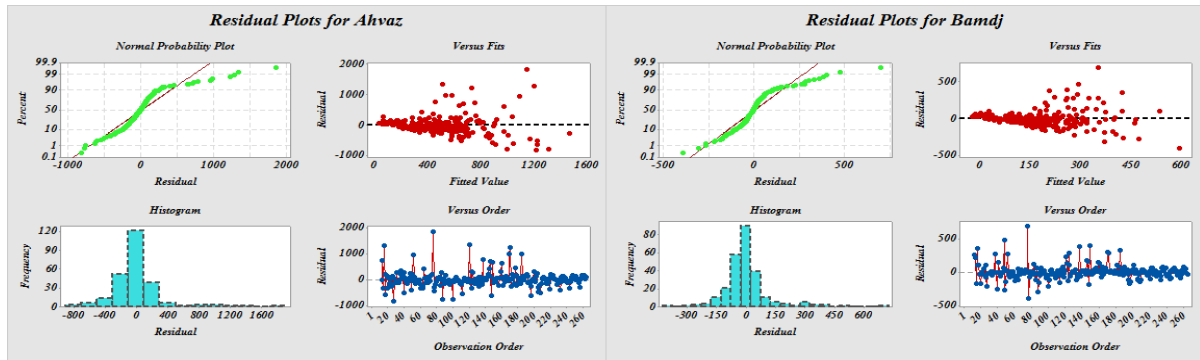 Residual Plots for Ahvaz
Normal Probability Plot
Percent
99.9
99
90
50
10
1
0.1
-1000 0 1000 2000
Residual
Versus Fits
Residual
2000
1000
0
-1000
0 400 800 1200 1600
Fitted Value
Histogram
Frequency
120
90
60
30
0
-800 -400 0 400 800 1200 1600
Residual
Versus Order
Residual
2000
1000
0
-1000
1 20 40 60 80 100 120 140 160 180 200 220 240 260
Observation Order
Residual Plots for Bamdj
Normal Probability Plot
Percent
99.9
99
90
50
10
1
0.1
-500 0 500
Residual
Versus Fits
Residual
500
0
-500
0 150 300 450 600
Fitted Value
Histogram
Frequency
80
60
40
20
0
-300 -150 0 150 300 450 600
Residual
Versus Order
Residual
500
0
-500
1 20 40 60 80 100 120 140 160 180 200 220 240 260
Observation Order